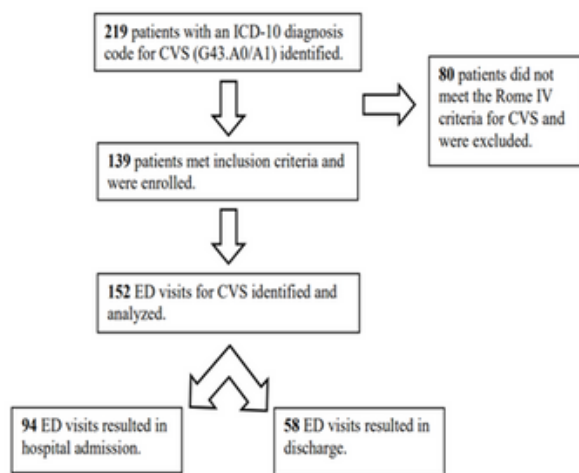 219 patients with an ICD-10 diagnosis
code for CVS (G43.A0/A1) identified.
80 patients did not
meet the Rome IV
criteria for CVS and
were excluded.
139 patients met inclusion criteria and
were enrolled.
152 ED visits for CVS identified and
analyzed.
94 ED visits resulted in
hospital admission.
58 ED visits resulted in
discharge.